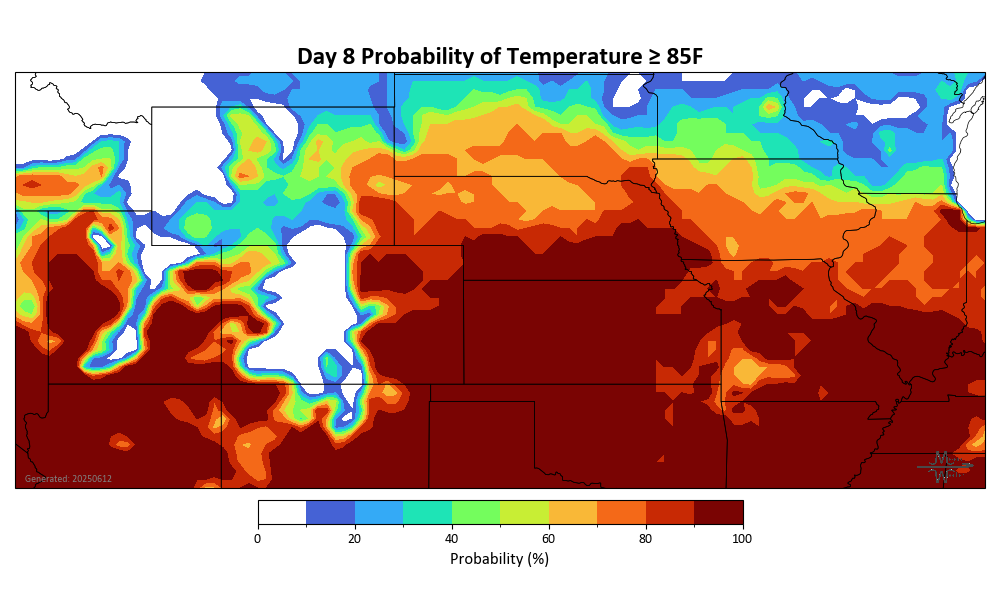 Day 8 Probability of Temperature ≥ 85F
Generated: 20250612
0 20 40 60 80 100
Probability (%)